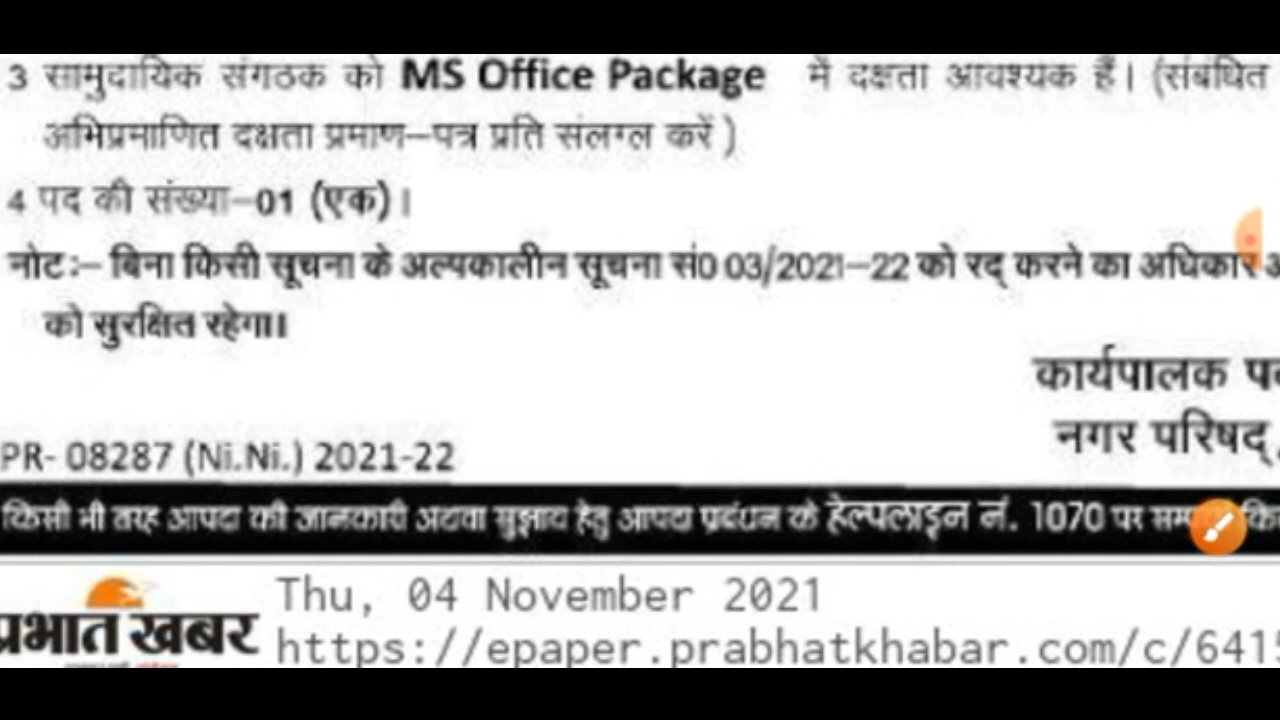 3 सामुदायिक संगठक को MS Office Package में दक्षता आवश्यक हैं। (संबधित
अभिप्रमाणित दक्षता प्रमाण–पत्र प्रति संलग्ल करें )
4 पद की संख्या–01 (एक)।
नोट:– बिना किसी सूचना के अल्पकालीन सूचना सं0 03/2021–22 को रद् करने का अधिकार
को सुरक्षित रहेगा।
कार्यपालक
नगर परिषद्,
PR- 08287 (Ni.Ni.) 2021-22
किसी भी तरह आपदा की जानकारी अथवा सुझाव हेतु आपदा प्रबंधन के हेल्पलाइन नं. 1070 पर
प्रभात खबर
Thu, 04 November 2021
https://epaper.prabhatkhabar.com/c/641